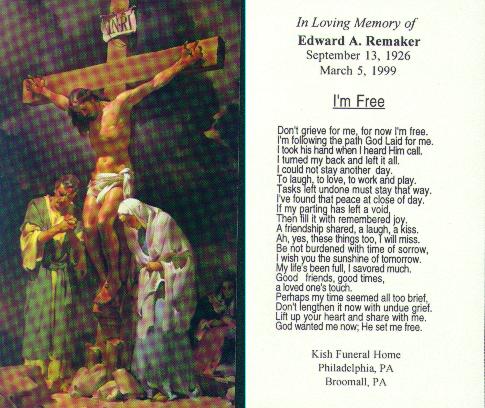 INRI
In Loving Memory of
Edward A. Remaker
September 13, 1926
March 5, 1999
I'm Free
Don't grieve for me, for now I'm free.
I'm following the path God Laid for me.
I took his hand when I heard Him call.
I turned my back and left it all.
I could not stay another day.
To laugh, to love, to work and play.
Tasks left undone must stay that way.
I've found that peace at close of day.
If my parting has left a void,
Then fill it with remembered joy.
A friendship shared, a laugh, a kiss.
Ah, yes, these things too, I will miss.
Be not burdened with time of sorrow,
I wish you the sunshine of tomorrow.
My life's been full, I savored much.
Good friends, good times,
a loved one's touch.
Perhaps my time seemed all too brief,
Don't lengthen it now with undue grief.
Lift up your heart and share with me.
God wanted me now; He set me free.
Kish Funeral Home
Philadelphia, PA
Broomall, PA